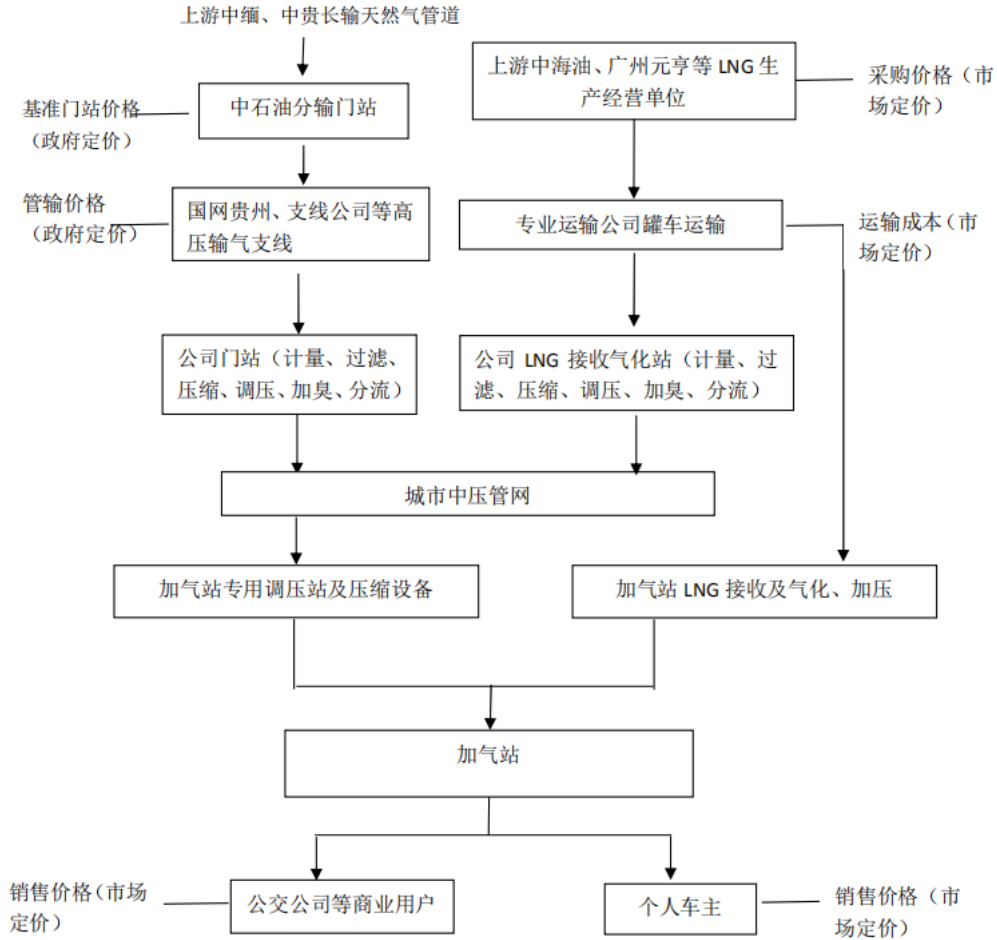 上游中缅、中贵长输天然气管道
上游中海油、广州元亨等 LNG 生
产经营单位
采购价格（市
场定价）
基准门站价格
（政府定价）
中石油分输门站
管输价格
（政府定价）
国网贵州、支线公司等高
压输气支线
专业运输公司罐车运输
运输成本（市
场定价）
公司门站（计量、过滤、
压缩、调压、加臭、分流）
公司 LNG 接收气化站（计量、过
滤、压缩、调压、加臭、分流）
城市中压管网
加气站专用调压站及压缩设备
加气站 LNG 接收及气化、加压
加气站
销售价格（市场
定价）
公交公司等商业用户
个人车主
销售价格（市
场定价）